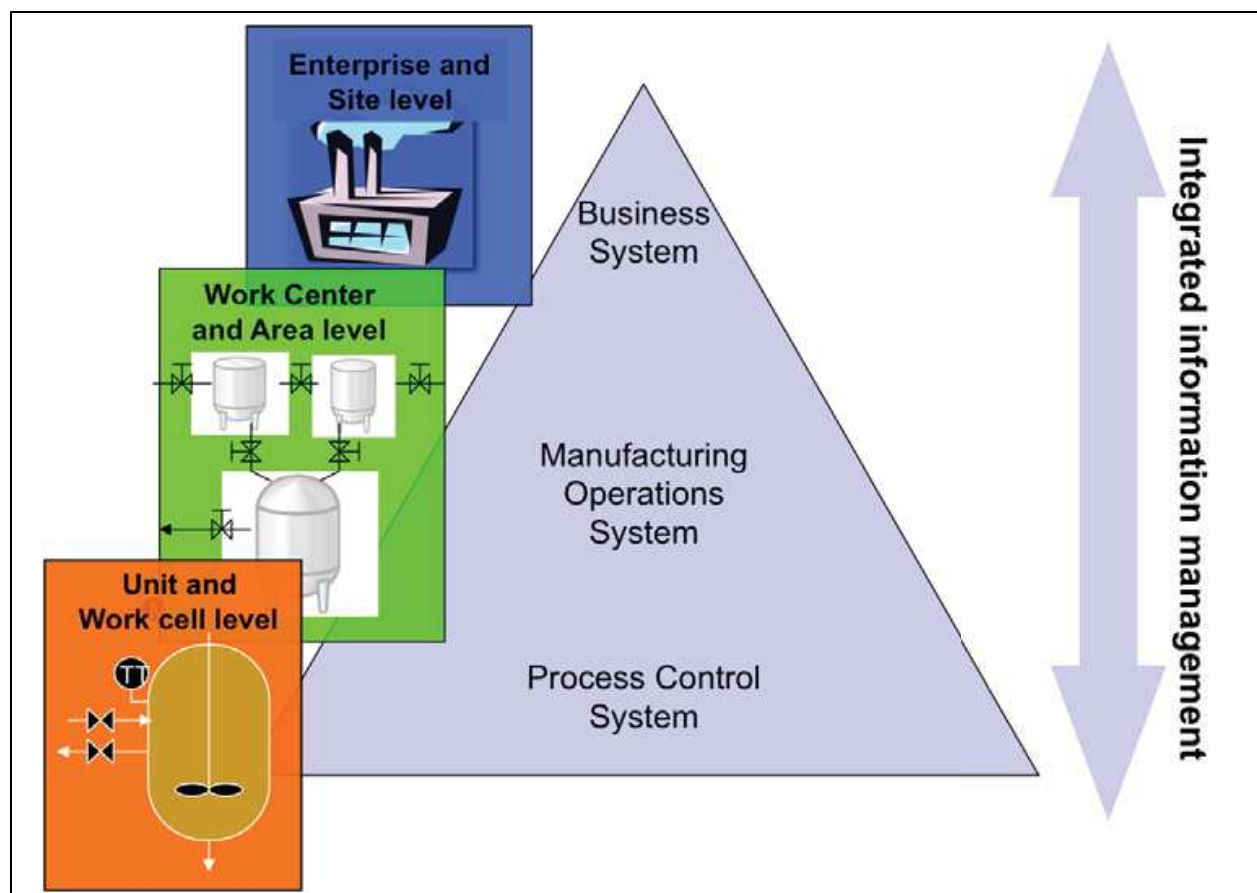 Enterprise and
Site level
Business
System
Work Center
and Area level
Manufacturing
Operations
System
Unit and
Work cell level
TT
Process Control
System
Integrated information management